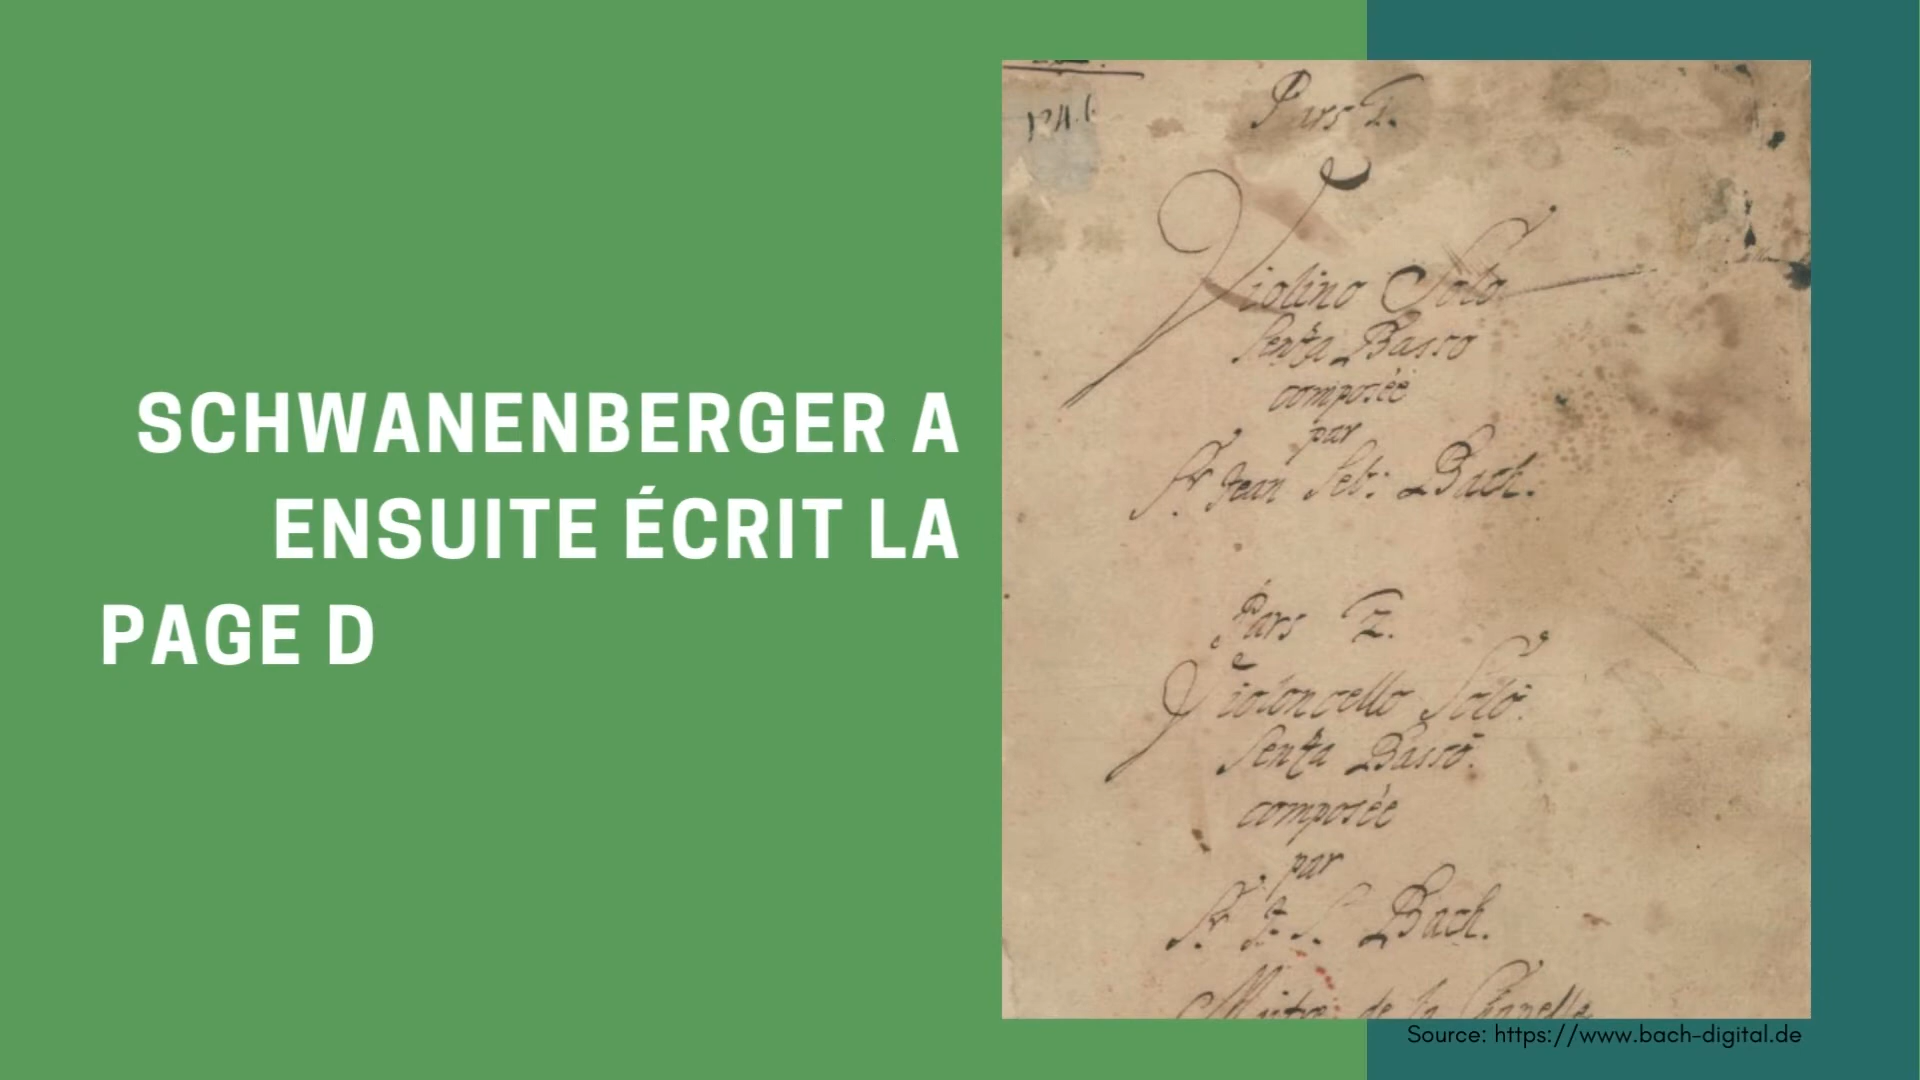 SCHWANENBERGER A
ENSUITE ÉCRIT LA
PAGE D
Pars 1.
Violino Solo
Senza Basso
composée
par
Sr Jean Seb: Bach.
Pars 2.
Violoncello Solo.
Senza Basso.
composée
par
Sr J. S. Bach.
Maitre de la Chapelle
Source: https://www.bach-digital.de